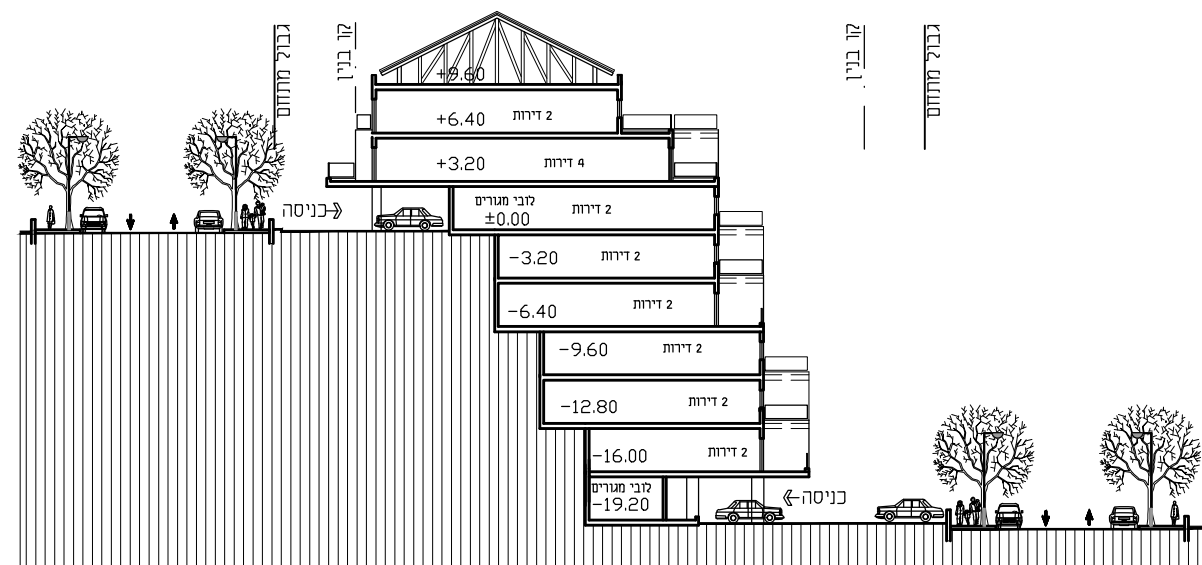 גבול מתחם
קו בנין
קו בנין
גבול מתחם
+9.60
+6.40 2 דירות
+3.20 4 דירות
לובי מגורים
±0.00 2 דירות
כניסה
-3.20 2 דירות
-6.40 2 דירות
-9.60 2 דירות
-12.80 2 דירות
-16.00 2 דירות
לובי מגורים
-19.20
כניסה